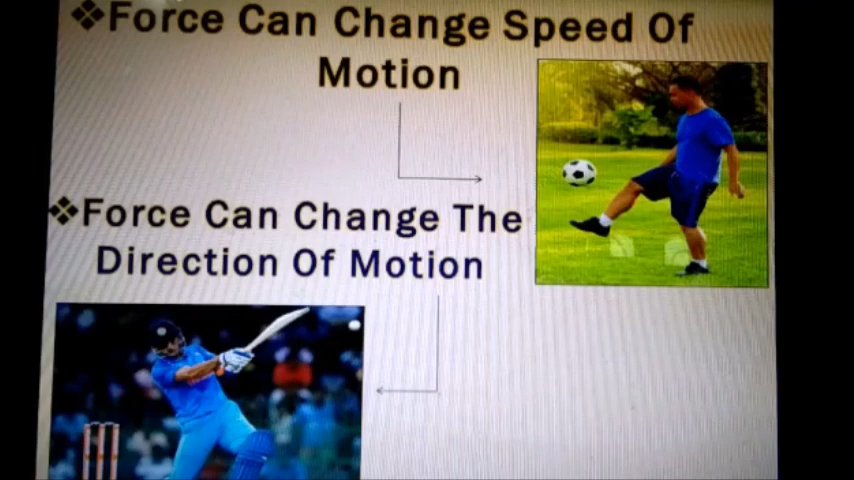 ❖Force Can Change Speed Of
Motion
❖Force Can Change The
Direction Of Motion